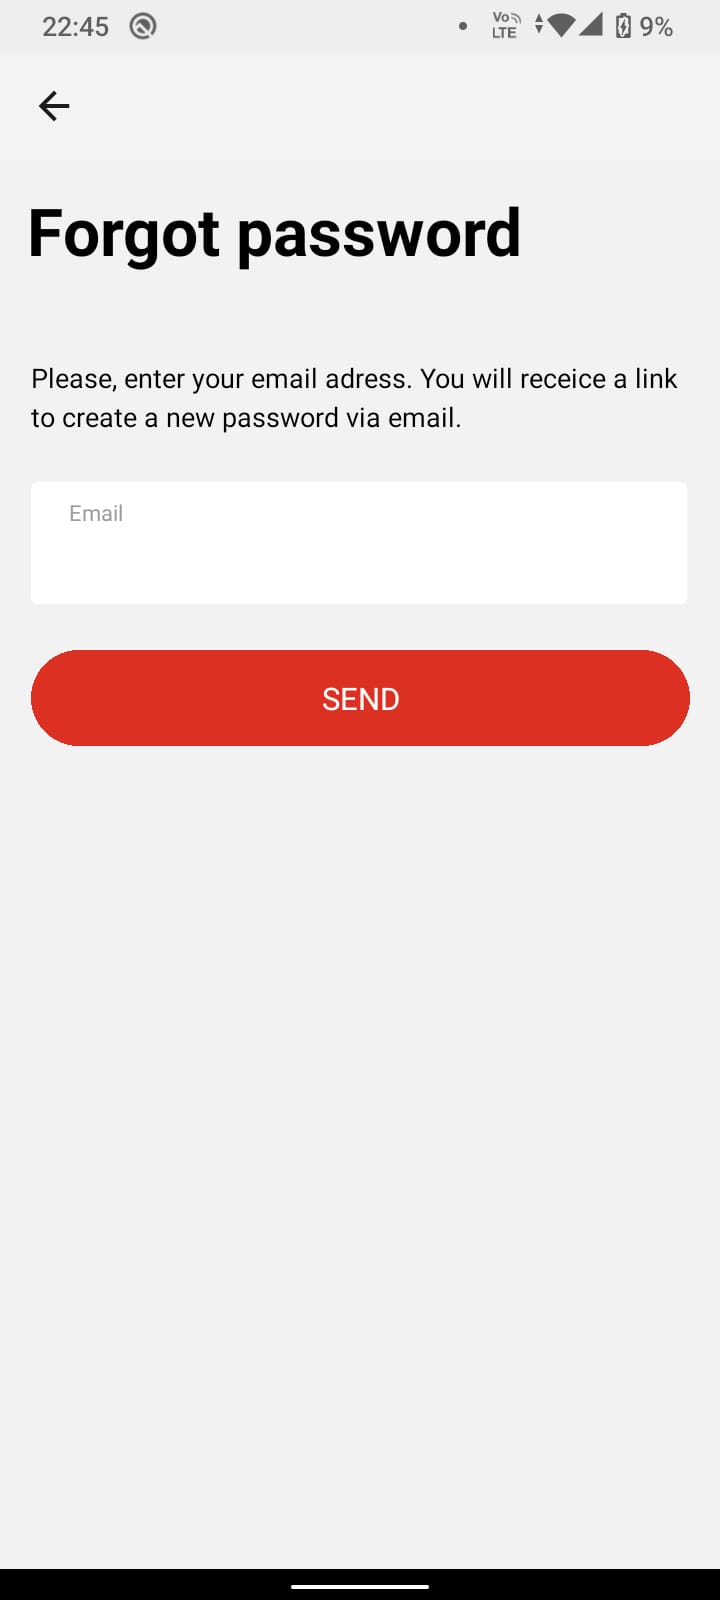 22:45 Vo LTE 9%
Forgot password
Please, enter your email adress. You will receice a link
to create a new password via email.
Email
SEND